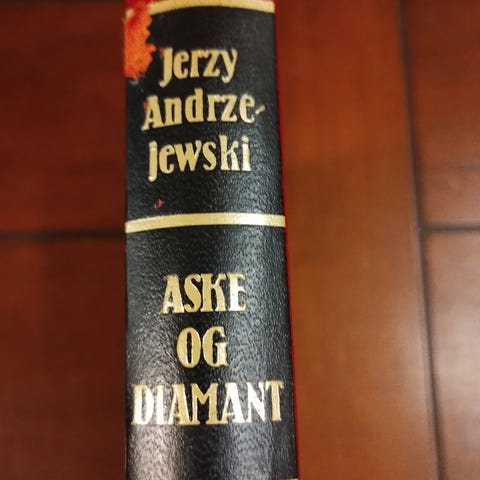 Jerzy
Andrze-
jewski
ASKE
OG
DIAMANT